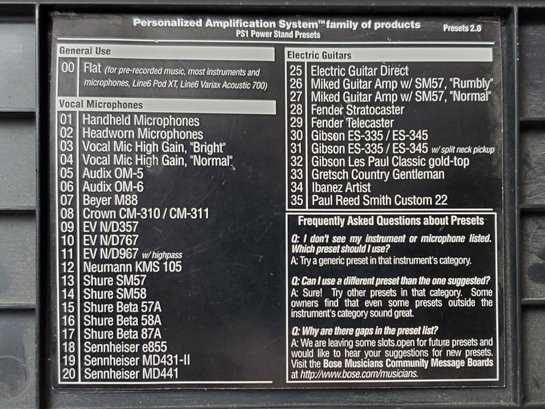 Personalized Amplification System™ family of products
PS1 Power Stand Presets
Presets 2.0
General Use
00 Flat (for pre-recorded music, most instruments and
microphones, Line6 Pod XT, Line6 Variax Acoustic 700)
Vocal Microphones
01 Handheld Microphones
02 Headworn Microphones
03 Vocal Mic High Gain, "Bright"
04 Vocal Mic High Gain, "Normal"
05 Audix OM-5
06 Audix OM-6
07 Beyer M88
08 Crown CM-310 / CM-311
09 EV N/D357
10 EV N/D767
11 EV N/D967 w/ highpass
12 Neumann KMS 105
13 Shure SM57
14 Shure SM58
15 Shure Beta 57A
16 Shure Beta 58A
17 Shure Beta 87A
18 Sennheiser e855
19 Sennheiser MD431-II
20 Sennheiser MD441
Electric Guitars
25 Electric Guitar Direct
26 Miked Guitar Amp w/ SM57, "Rumbly"
27 Miked Guitar Amp w/ SM57, "Normal"
28 Fender Stratocaster
29 Fender Telecaster
30 Gibson ES-335 / ES-345
31 Gibson ES-335 / ES-345 w/ split neck pickup
32 Gibson Les Paul Classic gold-top
33 Gretsch Country Gentleman
34 Ibanez Artist
35 Paul Reed Smith Custom 22
Frequently Asked Questions about Presets
Q: I don't see my instrument or microphone listed.
Which preset should I use?
A: Try a generic preset in that instrument's category.
Q: Can I use a different preset than the one suggested?
A: Sure! Try other presets in that category. Some
owners find that even some presets outside the
instrument's category sound great.
Q: Why are there gaps in the preset list?
A: We are leaving some slots open for future presets and
would like to hear your suggestions for new presets.
Visit the Bose Musicians Community Message Boards
at http://www.bose.com/musicians.